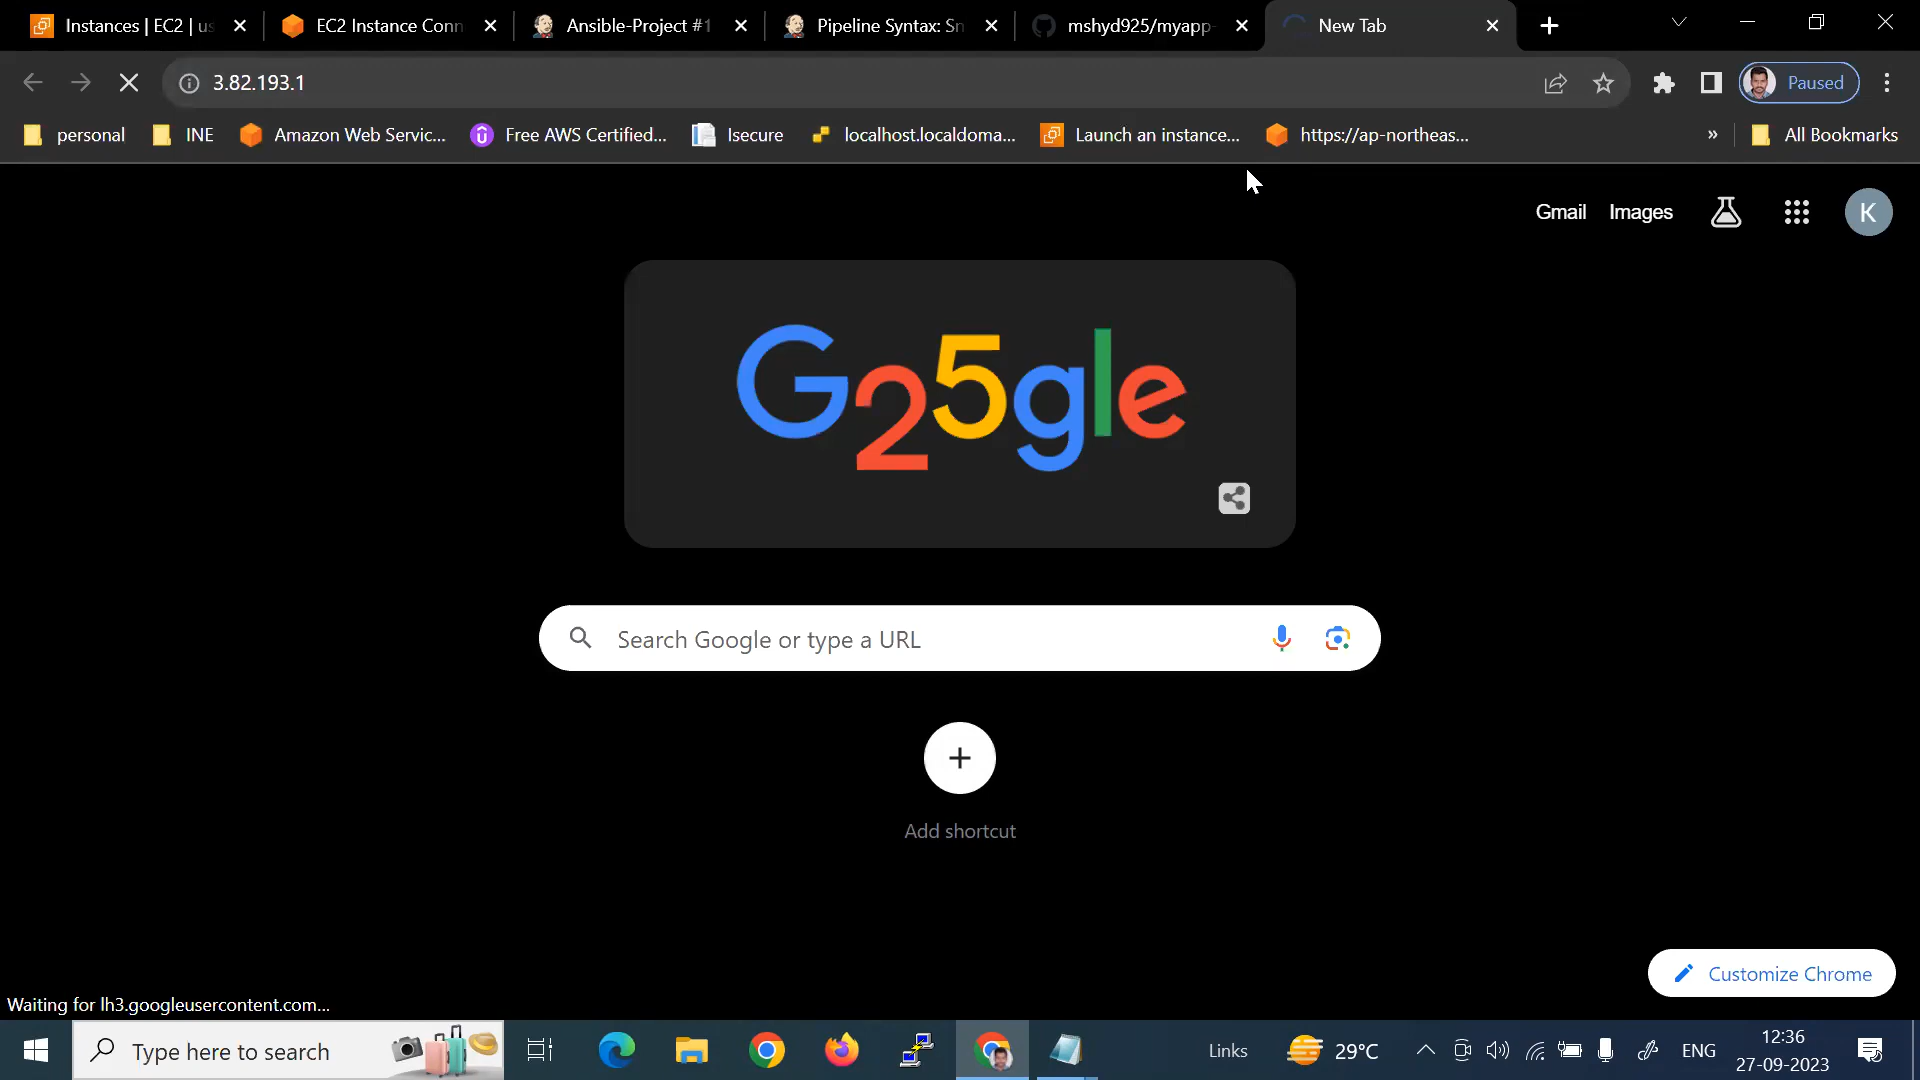 Instances | EC2 | us
EC2 Instance Conn
Ansible-Project #1
Pipeline Syntax: Sn
mshyd925/myapp-
New Tab
3.82.193.1
Paused
personal
INE
Amazon Web Servic...
Free AWS Certified...
Isecure
localhost.localdoma...
Launch an instance...
https://ap-northeas...
»
All Bookmarks
Gmail
Images
K
G25gle
Search Google or type a URL
Add shortcut
Customize Chrome
Waiting for lh3.googleusercontent.com...
Type here to search
Links
29°C
ENG
12:36
27-09-2023